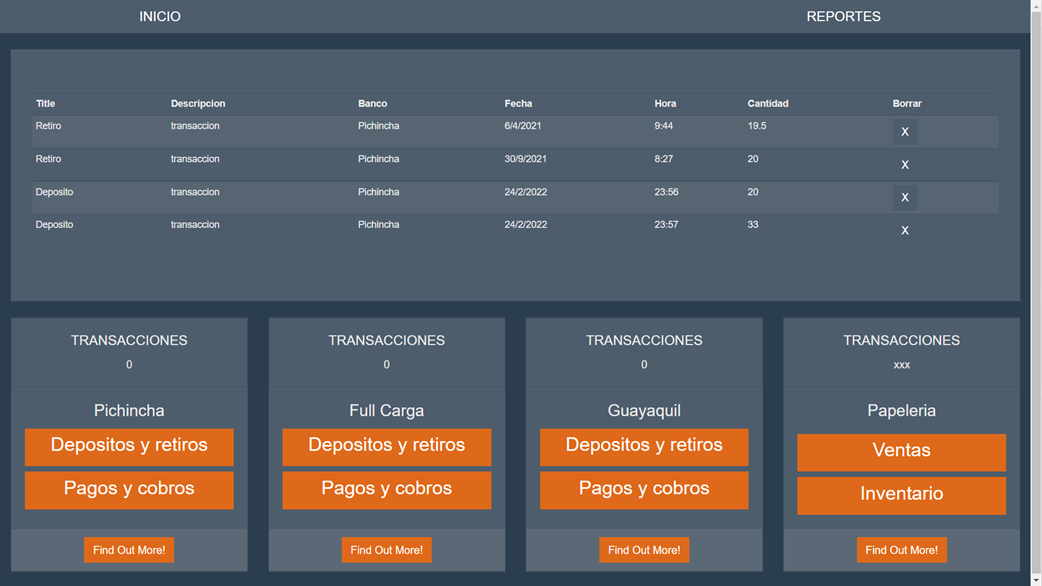 INICIO REPORTES
Title Descripcion Banco Fecha Hora Cantidad Borrar
Retiro transaccion Pichincha 6/4/2021 9:44 19.5 X
Retiro transaccion Pichincha 30/9/2021 8:27 20 X
Deposito transaccion Pichincha 24/2/2022 23:56 20 X
Deposito transaccion Pichincha 24/2/2022 23:57 33 X
TRANSACCIONES
0
Pichincha
Depositos y retiros
Pagos y cobros
Find Out More!
TRANSACCIONES
0
Full Carga
Depositos y retiros
Pagos y cobros
Find Out More!
TRANSACCIONES
0
Guayaquil
Depositos y retiros
Pagos y cobros
Find Out More!
TRANSACCIONES
xxx
Papeleria
Ventas
Inventario
Find Out More!